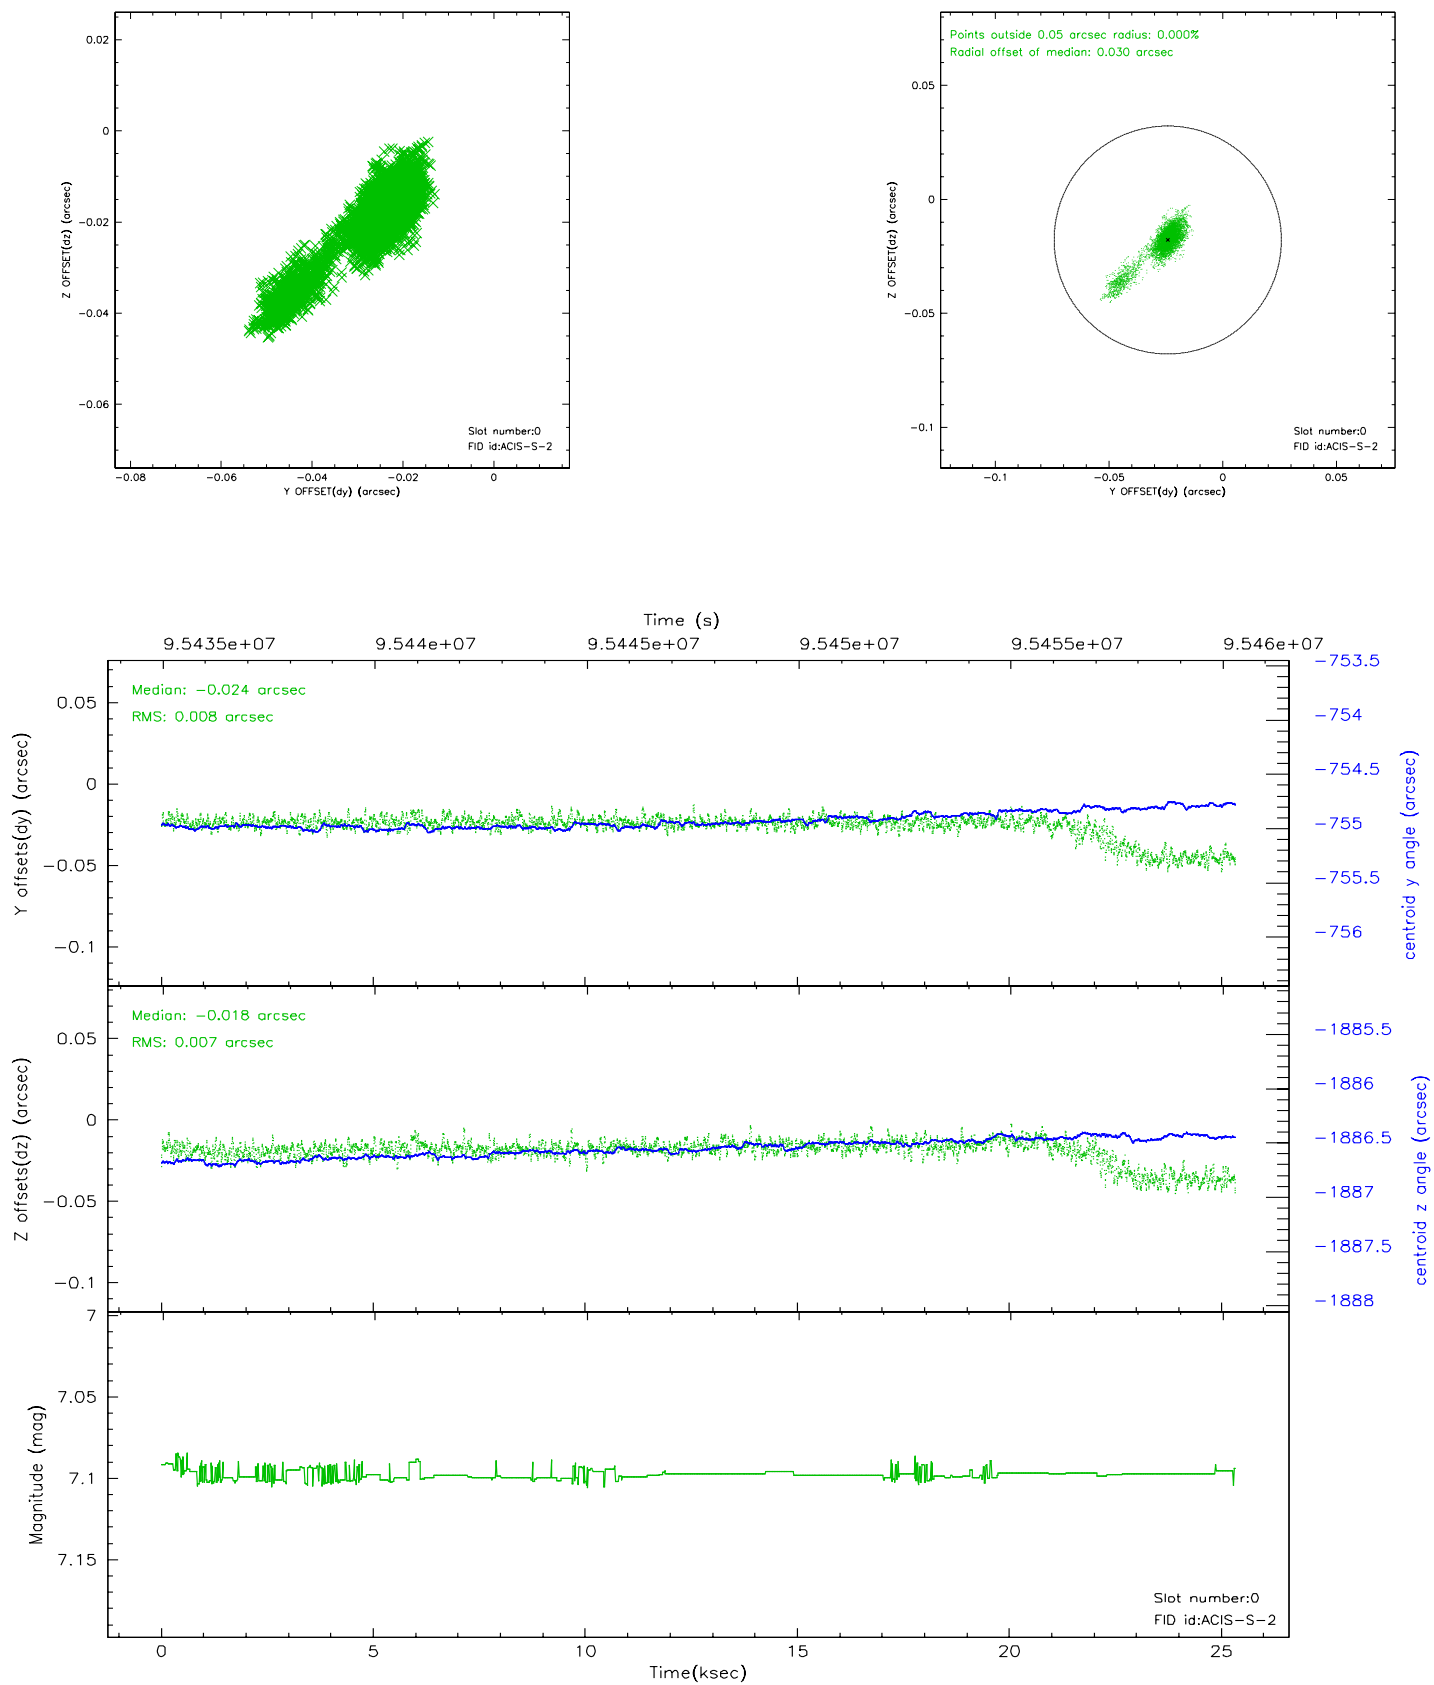 0.02
0
−0.02
−0.04
−0.06
Z OFFSET(dz) (arcsec)
Slot number:0
FID id:ACIS−S−2
−0.08
−0.06
−0.04
−0.02
0
Y OFFSET(dy) (arcsec)
Points outside 0.05 arcsec radius: 0.000%
Radial offset of median: 0.030 arcsec
0.05
0
−0.05
−0.1
Z OFFSET(dz) (arcsec)
Slot number:0
FID id:ACIS−S−2
−0.1
−0.05
0
0.05
Y OFFSET(dy) (arcsec)
Time (s)
9.5435e+07
9.544e+07
9.5445e+07
9.545e+07
9.5455e+07
9.546e+07
Median: −0.024 arcsec
RMS: 0.008 arcsec
0.05
0
−0.05
−0.1
Y offsets(dy) (arcsec)
−753.5
−754
−754.5
−755
−755.5
−756
centroid y angle (arcsec)
Median: −0.018 arcsec
RMS: 0.007 arcsec
0.05
0
−0.05
−0.1
Z offsets(dz) (arcsec)
−1885.5
−1886
−1886.5
−1887
−1887.5
−1888
centroid z angle (arcsec)
7
7.05
7.1
7.15
Magnitude (mag)
Slot number:0
FID id:ACIS−S−2
0
5
10
15
20
25
Time(ksec)